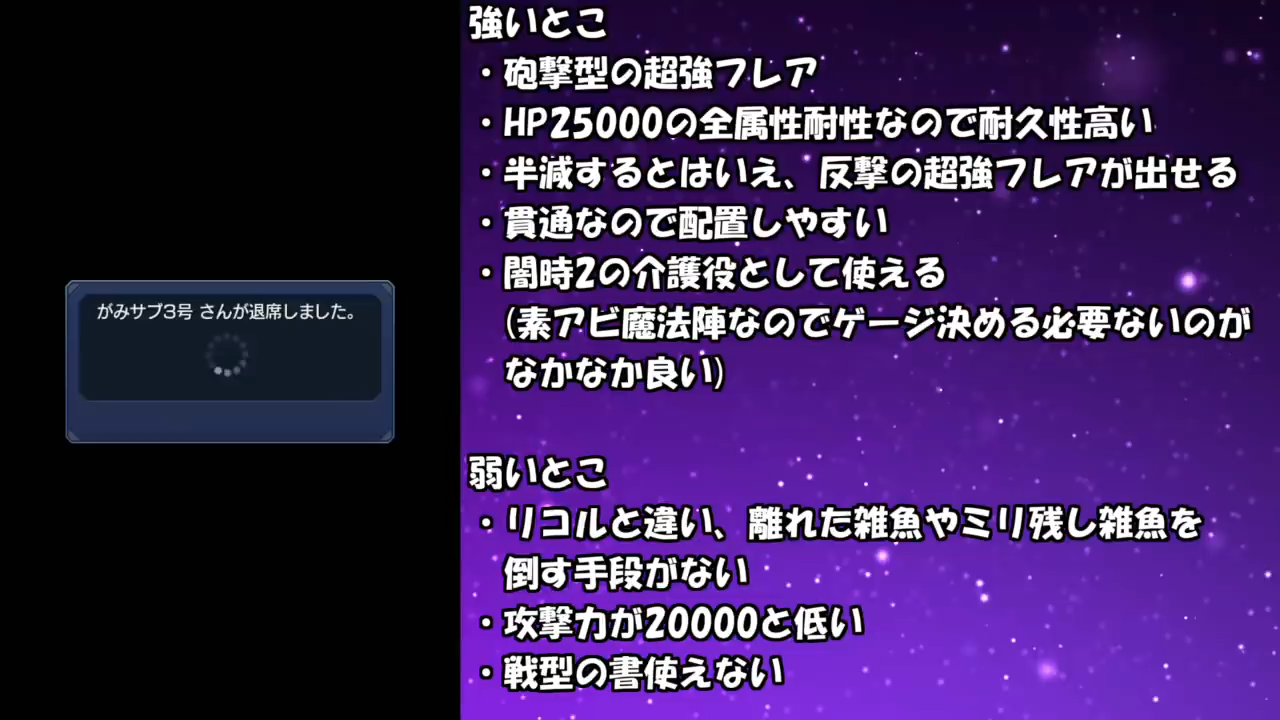 がみサブ3号 さんが退席しました。
強いとこ
・砲撃型の超強フレア
・HP25000の全属性耐性なので耐久性高い
・半減するとはいえ、反撃の超強フレアが出せる
・貫通なので配置しやすい
・闇時2の介護役として使える
(素アビ魔法陣なのでゲージ決める必要ないのが
なかなか良い)
弱いとこ
・リコルと違い、離れた雑魚やミリ残し雑魚を
倒す手段がない
・攻撃力が20000と低い
・戦型の書使えない